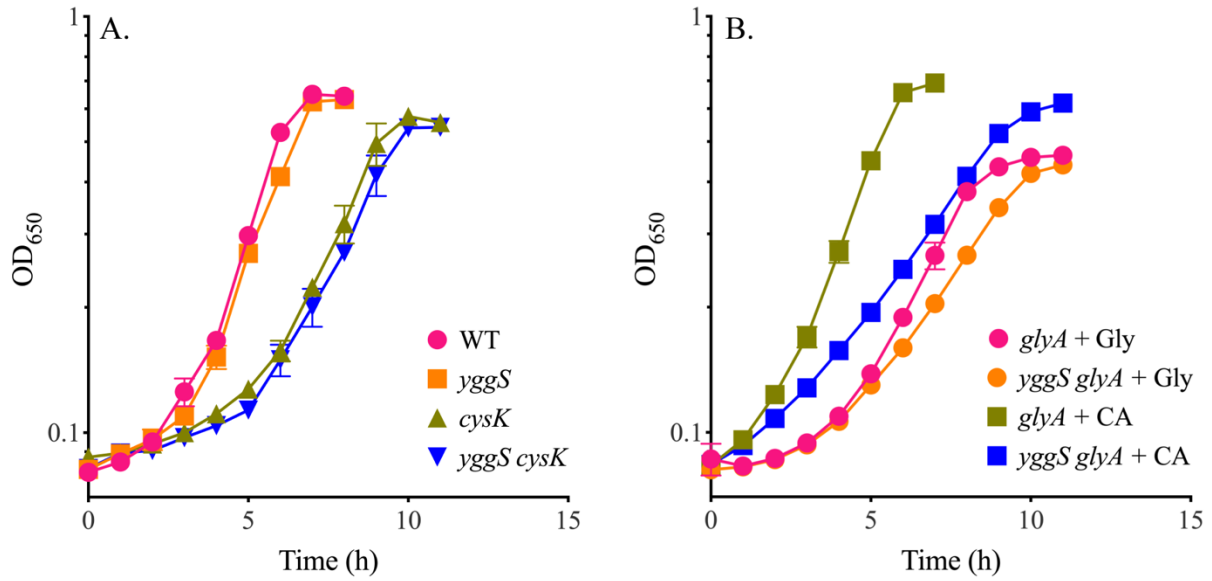 A.
1
0.1
OD650
0
5
10
15
Time (h)
WT
yggS
cysK
yggS cysK
B.
1
0.1
OD650
0
5
10
15
Time (h)
glyA + Gly
yggS glyA + Gly
glyA + CA
yggS glyA + CA